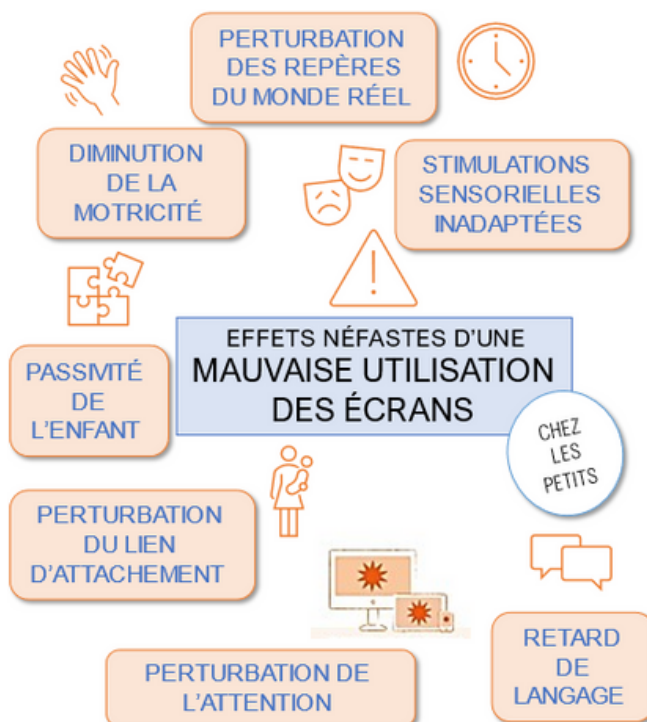 PERTURBATION
DES REPÈRES
DU MONDE RÉEL
DIMINUTION
DE LA
MOTRICITÉ
STIMULATIONS
SENSORIELLES
INADAPTÉES
EFFETS NÉFASTES D'UNE
MAUVAISE UTILISATION
DES ÉCRANS
CHEZ
LES
PETITS
PASSIVITÉ
DE
L'ENFANT
PERTURBATION
DU LIEN
D'ATTACHEMENT
PERTURBATION DE
L'ATTENTION
RETARD
DE
LANGAGE